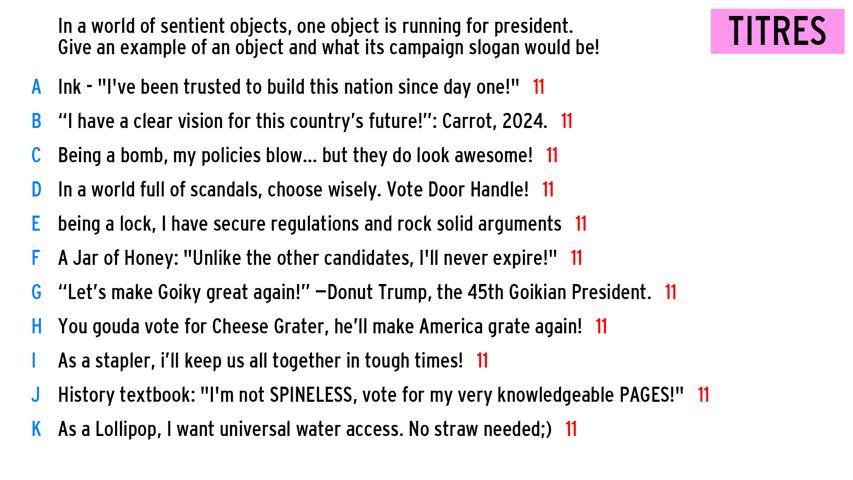 In a world of sentient objects, one object is running for president.
Give an example of an object and what its campaign slogan would be!
TITRES
A Ink - "I've been trusted to build this nation since day one!" 11
B “I have a clear vision for this country’s future!”: Carrot, 2024. 11
C Being a bomb, my policies blow... but they do look awesome! 11
D In a world full of scandals, choose wisely. Vote Door Handle! 11
E being a lock, I have secure regulations and rock solid arguments 11
F A Jar of Honey: "Unlike the other candidates, I'll never expire!" 11
G “Let’s make Goiky great again!” —Donut Trump, the 45th Goikian President. 11
H You gouda vote for Cheese Grater, he’ll make America grate again! 11
I As a stapler, i’ll keep us all together in tough times! 11
J History textbook: "I'm not SPINELESS, vote for my very knowledgeable PAGES!" 11
K As a Lollipop, I want universal water access. No straw needed;) 11